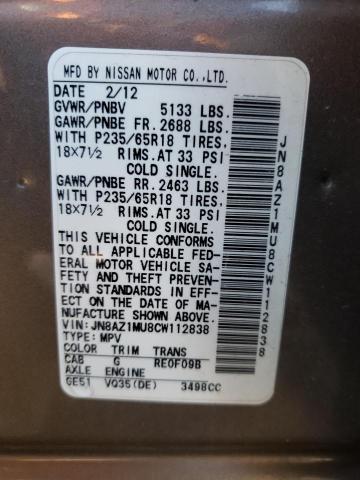 MFD BY NISSAN MOTOR CO.,LTD.
DATE 2/12
GVWR/PNBV 5133 LBS.
GAWR/PNBE FR. 2688 LBS.
WITH P235/65R18 TIRES,
18X7½ RIMS.AT 33 PSI
COLD SINGLE.
GAWR/PNBE RR. 2463 LBS.
WITH P235/65R18 TIRES,
18X7½ RIMS.AT 33 PSI
COLD SINGLE.
THIS VEHICLE CONFORMS
TO ALL APPLICABLE FED-
ERAL MOTOR VEHICLE SA-
FETY AND THEFT PREVEN-
TION STANDARDS IN EFFE-
CT ON THE DATE OF MA-
NUFACTURE SHOWN ABOVE.
VIN: JN8AZ1MU8CW112838
TYPE: MPV
COLOR TRIM TRANS
CAB G RE0F09B
AXLE ENGINE
GE51 VQ35(DE) 3498CC
JN8AZ1MU8CW112838